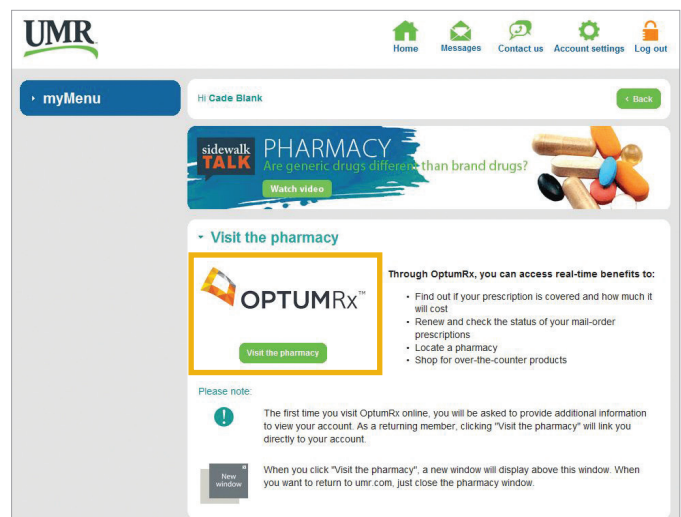 UMR
Home Messages Contact us Account settings Log out
› myMenu
Hi Cade Blank
< Back
sidewalk
TALK
PHARMACY
Are generic drugs different than brand drugs?
Watch video
Visit the pharmacy
OPTUMRx™
Visit the pharmacy
Through OptumRx, you can access real-time benefits to:
• Find out if your prescription is covered and how much it
will cost
• Renew and check the status of your mail-order
prescriptions
• Locate a pharmacy
• Shop for over-the-counter products
Please note:
!
The first time you visit OptumRx online, you will be asked to provide additional information
to view your account. As a returning member, clicking "Visit the pharmacy" will link you
directly to your account.
New
window
When you click "Visit the pharmacy", a new window will display above this window. When
you want to return to umr.com, just close the pharmacy window.